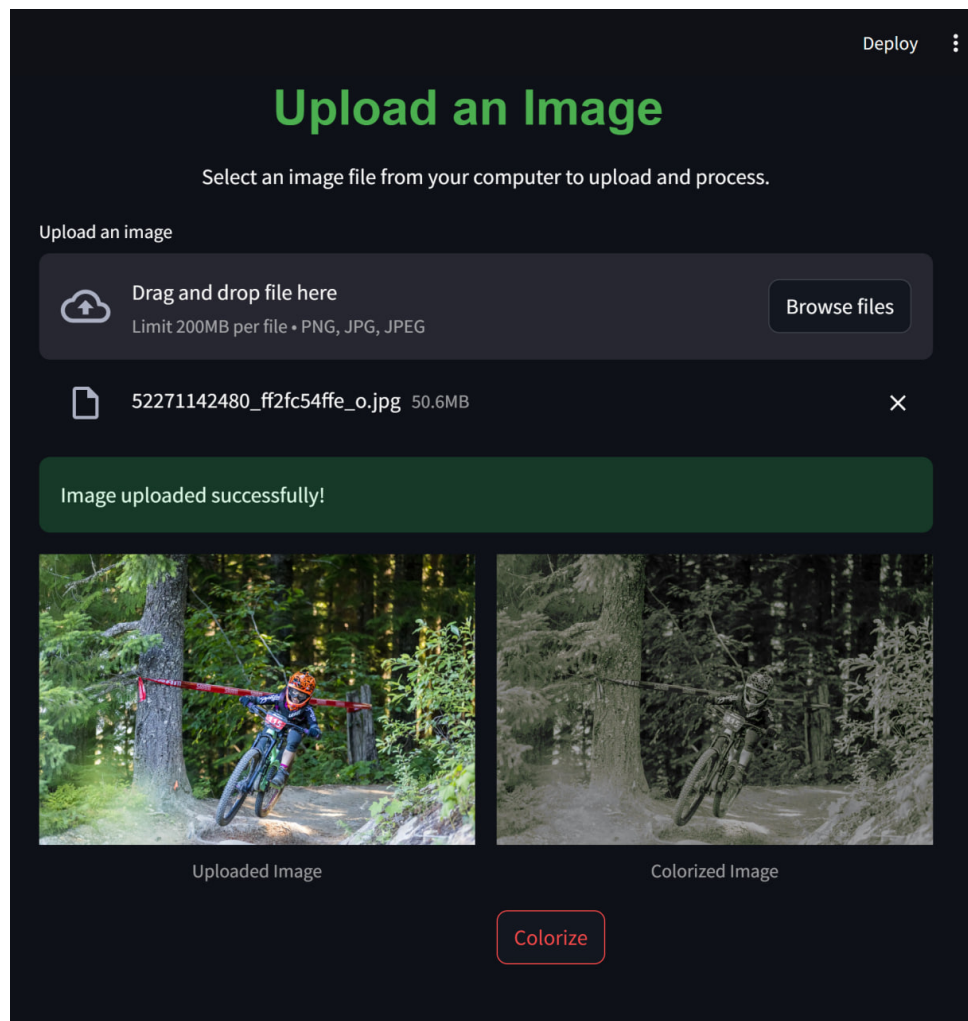 Deploy
Upload an Image
Select an image file from your computer to upload and process.
Upload an image
Drag and drop file here
Limit 200MB per file • PNG, JPG, JPEG
Browse files
52271142480_ff2fc54ffe_o.jpg 50.6MB
Image uploaded successfully!
315
Uploaded Image
Colorized Image
Colorize